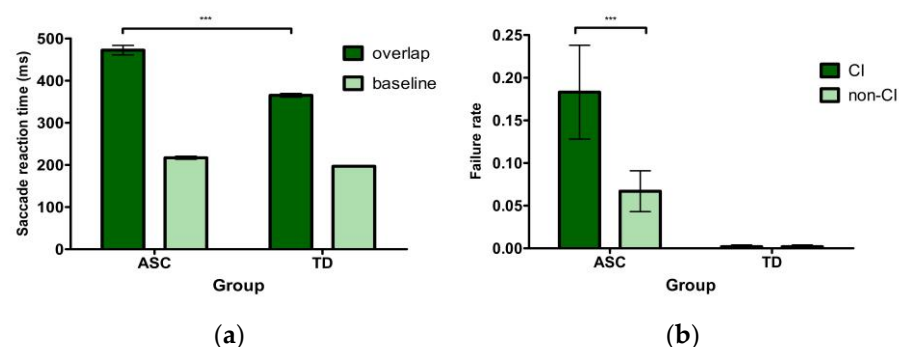 ***
500
400
300
200
100
0
Saccade reaction time (ms)
overlap
baseline
ASC
TD
Group
(a)
***
0.25
0.20
0.15
0.10
0.05
0.00
Failure rate
CI
non-CI
ASC
TD
Group
(b)